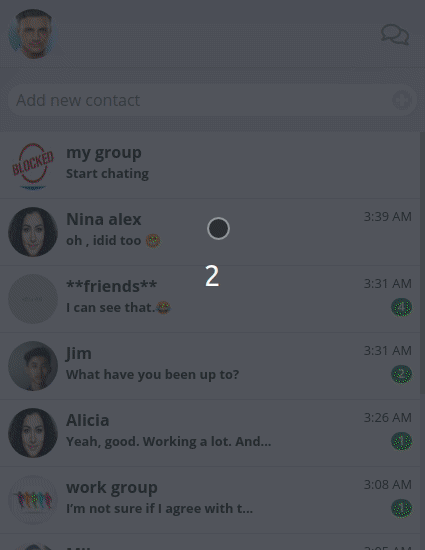 Add new contact
my group
Start chating
BLOCKED
Nina alex
3:39 AM
oh , idid too 
2
**friends**
3:31 AM
I can see that.
4
Jim
3:31 AM
What have you been up to?
2
Alicia
3:26 AM
Yeah, good. Working a lot. And...
1
work group
3:08 AM
I'm not sure if I agree with t...
1